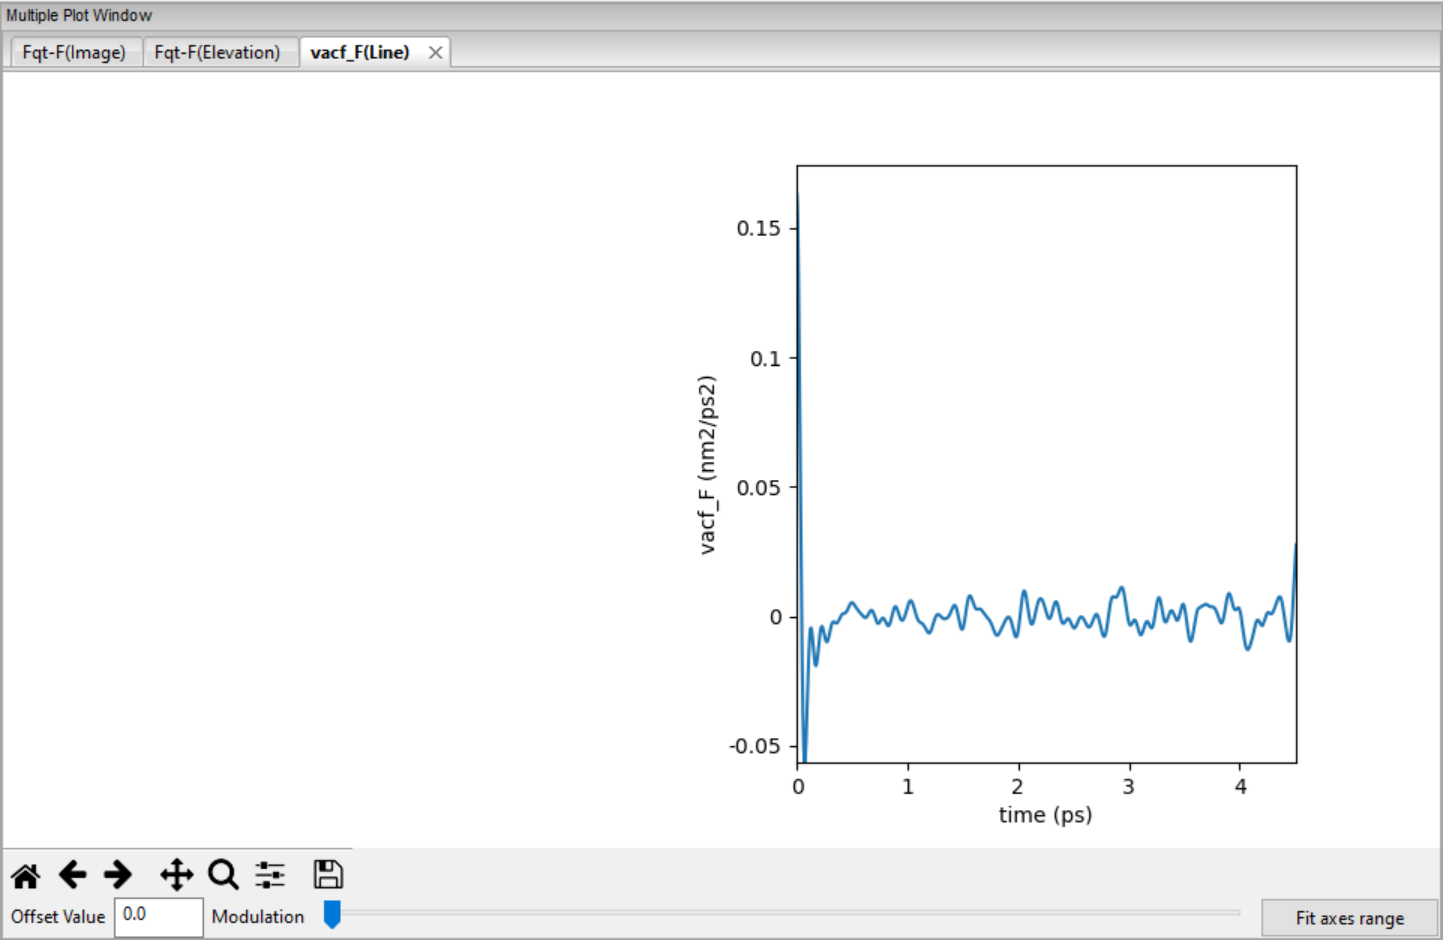 Multiple Plot Window
Fqt-F(Image) Fqt-F(Elevation) vacf_F(Line)
0.15
0.1
0.05
0
-0.05
vacf_F (nm2/ps2)
0 1 2 3 4
time (ps)
Offset Value 0.0 Modulation Fit axes range